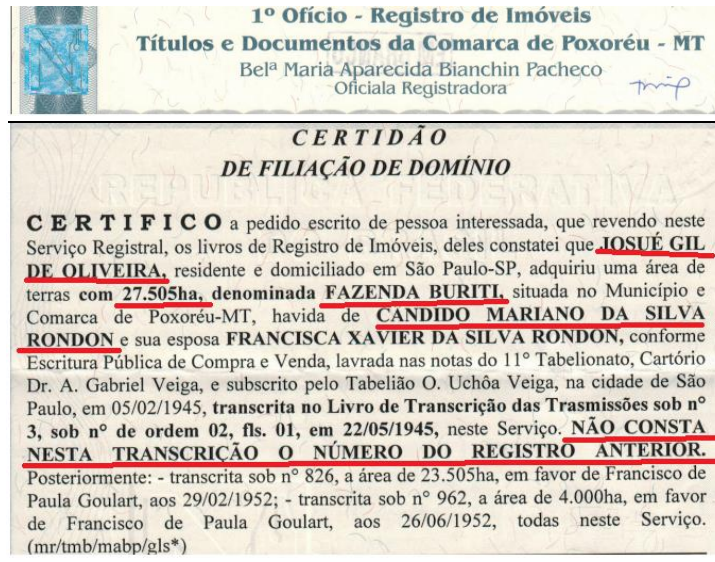 1º Ofício - Registro de Imóveis
Títulos e Documentos da Comarca de Poxoréu - MT
Belª Maria Aparecida Bianchin Pacheco
Oficiala Registradora
CERTIDÃO
DE FILIAÇÃO DE DOMÍNIO
REPÚBLICA FEDERATIVA
CERTIFICO a pedido escrito de pessoa interessada, que revendo neste
Serviço Registral, os livros de Registro de Imóveis, deles constatei que JOSUÉ GIL
DE OLIVEIRA, residente e domiciliado em São Paulo-SP, adquiriu uma área de
terras com 27.505ha, denominada FAZENDA BURITI, situada no Município e
Comarca de Poxoréu-MT, havida de CANDIDO MARIANO DA SILVA
RONDON e sua esposa FRANCISCA XAVIER DA SILVA RONDON, conforme
Escritura Pública de Compra e Venda, lavrada nas notas do 11° Tabelionato, Cartório
Dr. A. Gabriel Veiga, e subscrito pelo Tabelião O. Uchôa Veiga, na cidade de São
Paulo, em 05/02/1945, transcrita no Livro de Transcrição das Trasmissões sob n°
3, sob n° de ordem 02, fls. 01, em 22/05/1945, neste Serviço. NÃO CONSTA
NESTA TRANSCRIÇÃO O NÚMERO DO REGISTRO ANTERIOR.
Posteriormente: - transcrita sob n° 826, a área de 23.505ha, em favor de Francisco de
Paula Goulart, aos 29/02/1952; - transcrita sob n° 962, a área de 4.000ha, em favor
de Francisco de Paula Goulart, aos 26/06/1952, todas neste Serviço.
(mr/tmb/mabp/gls*)